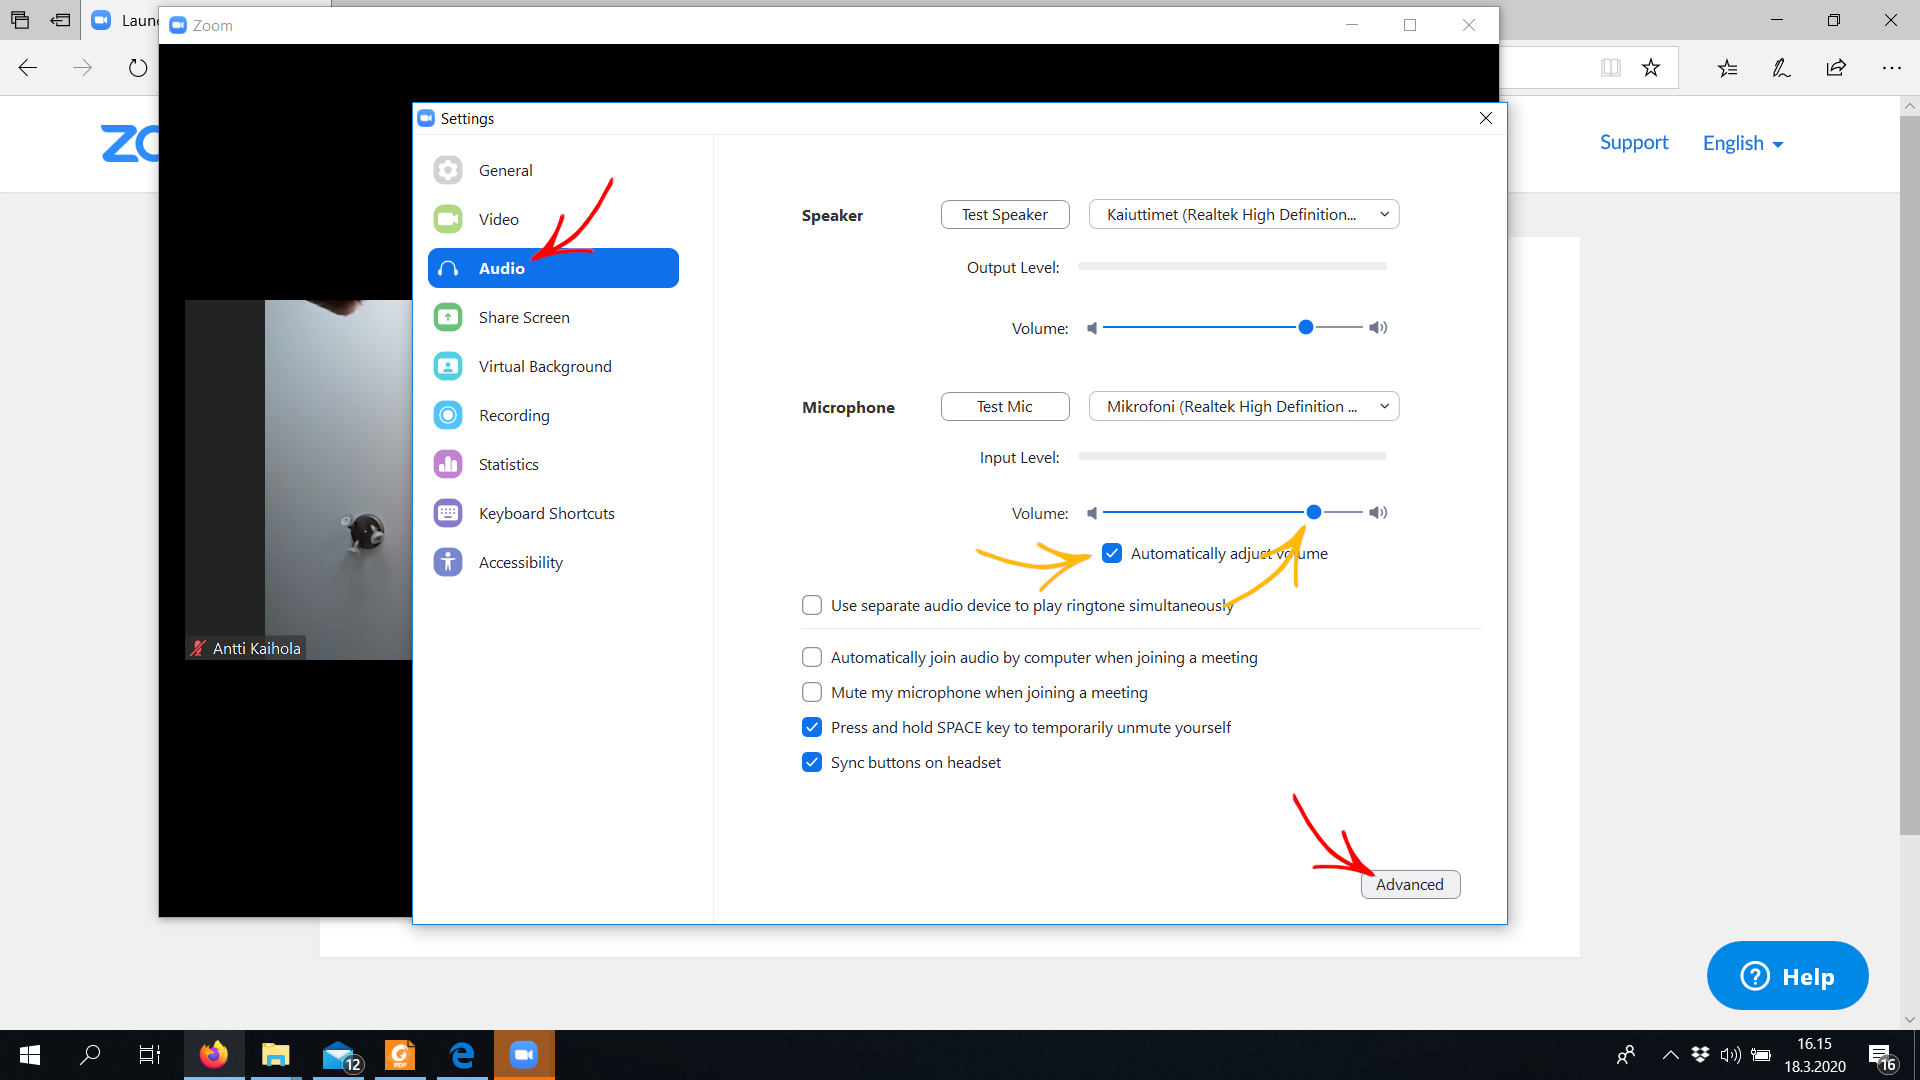 Laun
Zoom
ZO
Support
English
Settings
General
Video
Audio
Share Screen
Virtual Background
Recording
Statistics
Keyboard Shortcuts
Accessibility
Speaker
Test Speaker
Kaiuttimet (Realtek High Definition...
Output Level:
Volume:
Microphone
Test Mic
Mikrofoni (Realtek High Definition ...
Input Level:
Volume:
Automatically adjust volume
Use separate audio device to play ringtone simultaneously
Automatically join audio by computer when joining a meeting
Mute my microphone when joining a meeting
Press and hold SPACE key to temporarily unmute yourself
Sync buttons on headset
Advanced
Antti Kaihola
? Help
12
PDF
16.15
18.3.2020
16